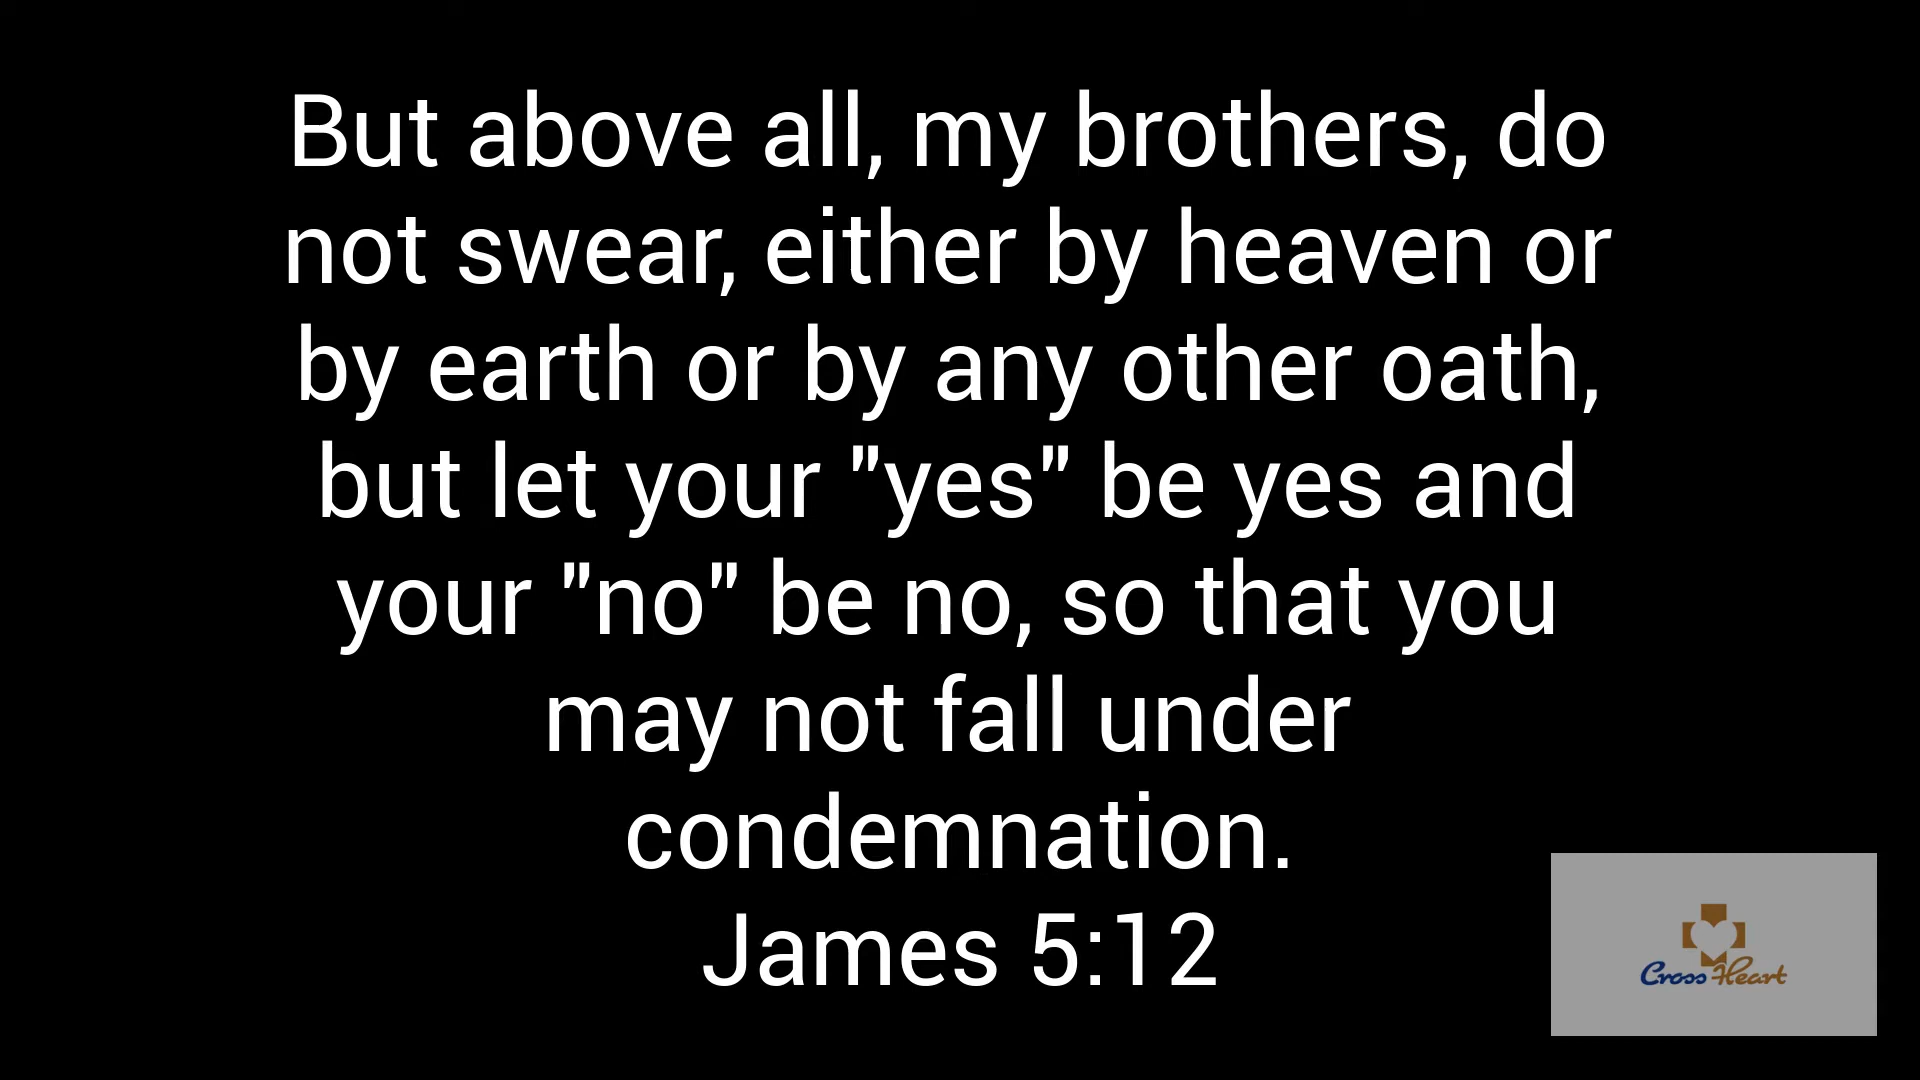 But above all, my brothers, do
not swear, either by heaven or
by earth or by any other oath,
but let your "yes" be yes and
your "no" be no, so that you
may not fall under
condemnation.
James 5:12
Cross Heart